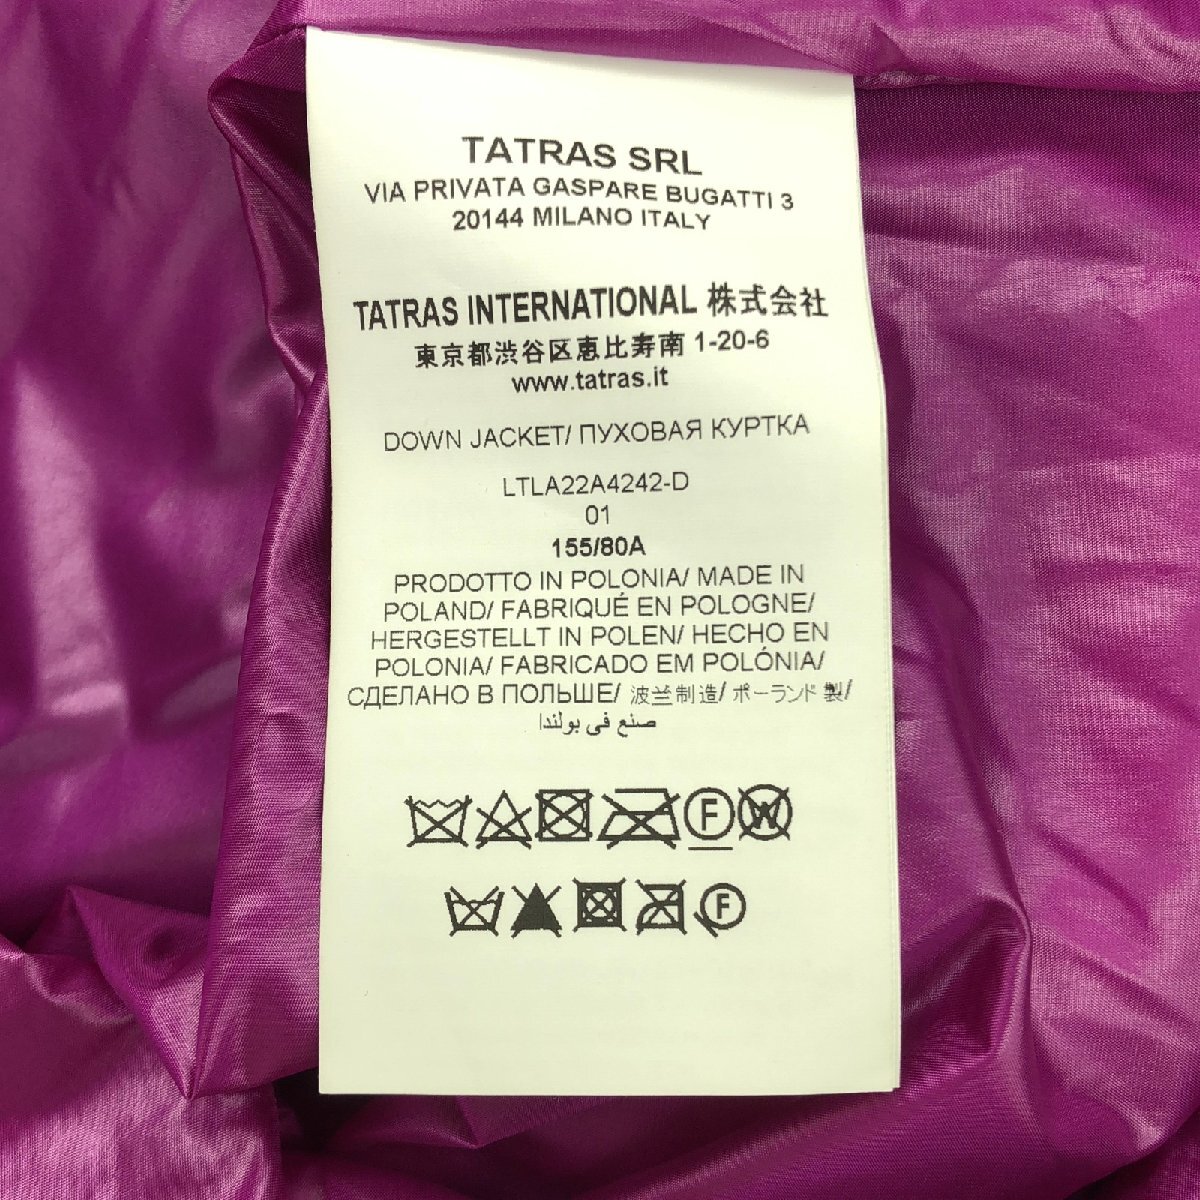 TATRAS SRL
VIA PRIVATA GASPARE BUGATTI 3
20144 MILANO ITALY
TATRAS INTERNATIONAL 株式会社
東京都渋谷区恵比寿南 1-20-6
www.tatras.it
DOWN JACKET/ ПУХОВАЯ КУРТКА
LTLA22A4242-D
01
155/80A
PRODOTTO IN POLONIA/ MADE IN
POLAND/ FABRIQUÉ EN POLOGNE/
HERGESTELLT IN POLEN/ HECHO EN
POLONIA/ FABRICADO EM POLÓNIA/
СДЕЛАНО В ПОЛЬШЕ/ 波兰制造/ ポーランド製/
صنع في بولندا
F W
F